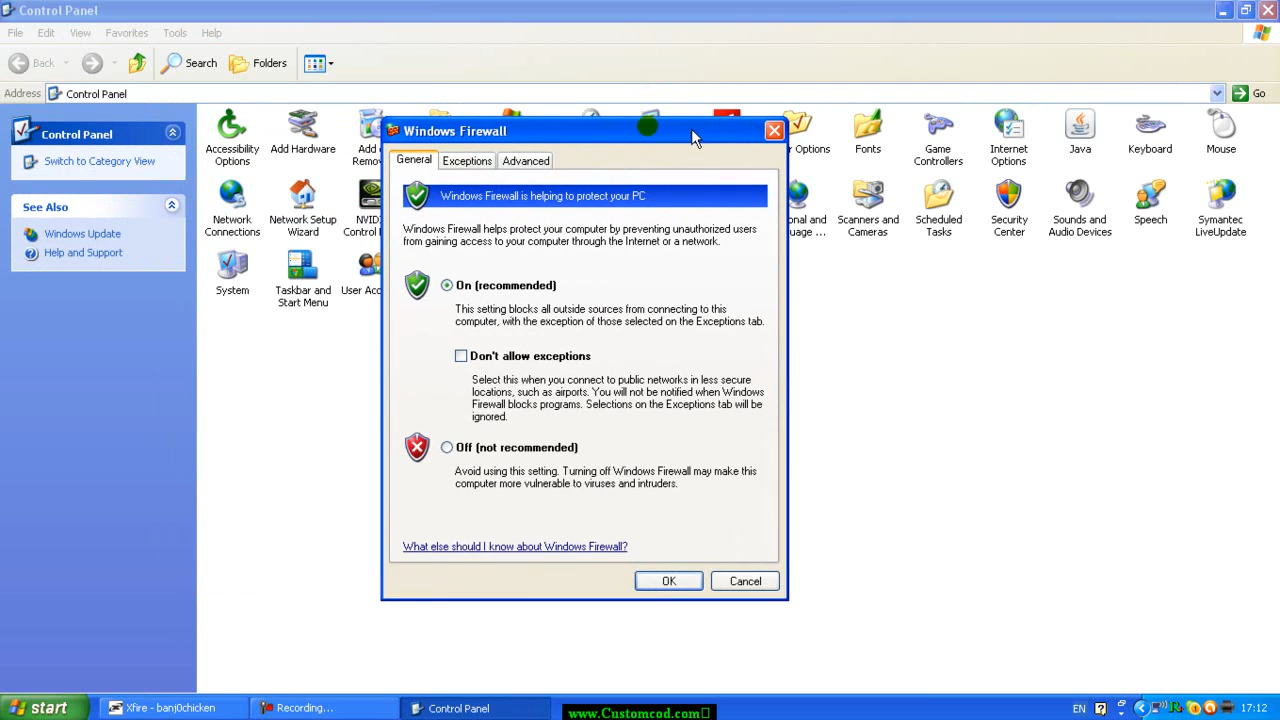 Control Panel
File Edit View Favorites Tools Help
Back Search Folders
Address Control Panel Go
Control Panel
Switch to Category View
See Also
Windows Update
Help and Support
Accessibility Options
Add Hardware
Add
Remov
r Options
Fonts
Game Controllers
Internet Options
Java
Keyboard
Mouse
Network Connections
Network Setup Wizard
NVID
Control
onal and
uage ...
Scanners and Cameras
Scheduled Tasks
Security Center
Sounds and Audio Devices
Speech
Symantec LiveUpdate
System
Taskbar and Start Menu
User Acc
Windows Firewall
General Exceptions Advanced
Windows Firewall is helping to protect your PC
Windows Firewall helps protect your computer by preventing unauthorized users
from gaining access to your computer through the Internet or a network.
On (recommended)
This setting blocks all outside sources from connecting to this
computer, with the exception of those selected on the Exceptions tab.
Don't allow exceptions
Select this when you connect to public networks in less secure
locations, such as airports. You will not be notified when Windows
Firewall blocks programs. Selections on the Exceptions tab will be
ignored.
Off (not recommended)
Avoid using this setting. Turning off Windows Firewall may make this
computer more vulnerable to viruses and intruders.
What else should I know about Windows Firewall?
OK Cancel
start Xfire - banj0chicken Recording... Control Panel www.Customcod.com EN 17:12